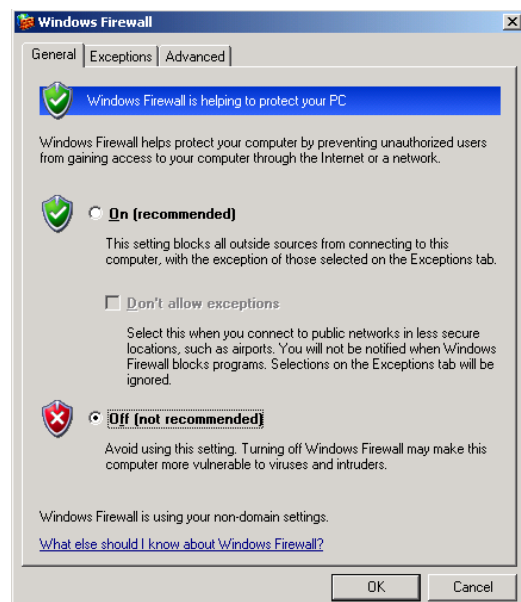 Windows Firewall
General
Exceptions
Advanced
Windows Firewall is helping to protect your PC
Windows Firewall helps protect your computer by preventing unauthorized users
from gaining access to your computer through the Internet or a network.
On (recommended)
This setting blocks all outside sources from connecting to this
computer, with the exception of those selected on the Exceptions tab.
Don't allow exceptions
Select this when you connect to public networks in less secure
locations, such as airports. You will not be notified when Windows
Firewall blocks programs. Selections on the Exceptions tab will be
ignored.
Off (not recommended)
Avoid using this setting. Turning off Windows Firewall may make this
computer more vulnerable to viruses and intruders.
Windows Firewall is using your non-domain settings.
What else should I know about Windows Firewall?
OK
Cancel